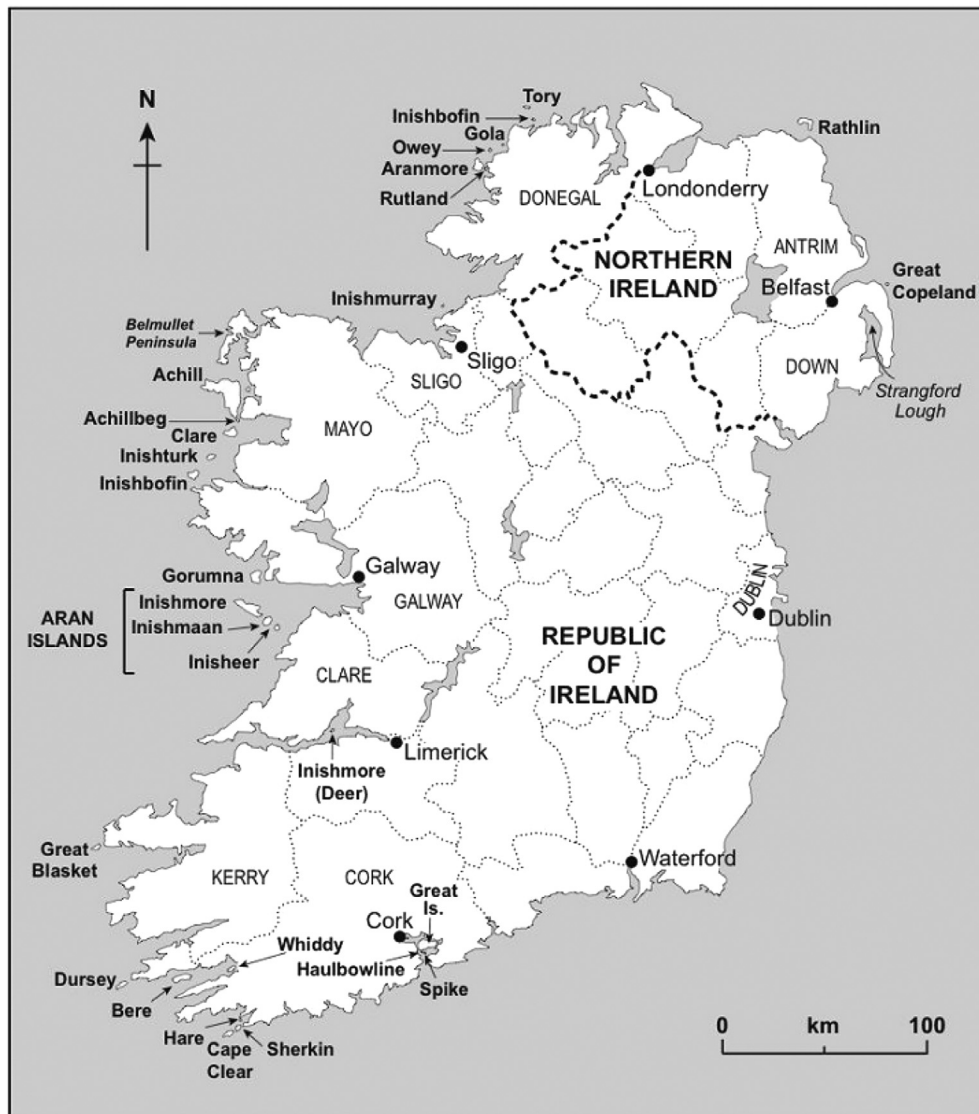 N
Tory
Inishbofin
Gola
Owey
Aranmore
Rutland
Rathlin
DONEGAL
Londonderry
NORTHERN
IRELAND
ANTRIM
Belfast
Great
Copeland
Inishmurray
Belmullet
Peninsula
Sligo
SLIGO
DOWN
Strangford
Lough
Achill
Achillbeg
Clare
MAYO
Inishturk
Inishbofin
Gorumna
Galway
GALWAY
DUBLIN
Dublin
ARAN
ISLANDS
Inishmore
Inishmaan
Inisheer
REPUBLIC
OF
IRELAND
CLARE
Limerick
Inishmore
(Deer)
Great
Blasket
KERRY
CORK
Waterford
Great
Is.
Cork
Whiddy
Haulbowline
Spike
Dursey
Bere
Hare
Cape
Clear
Sherkin
0 km 100